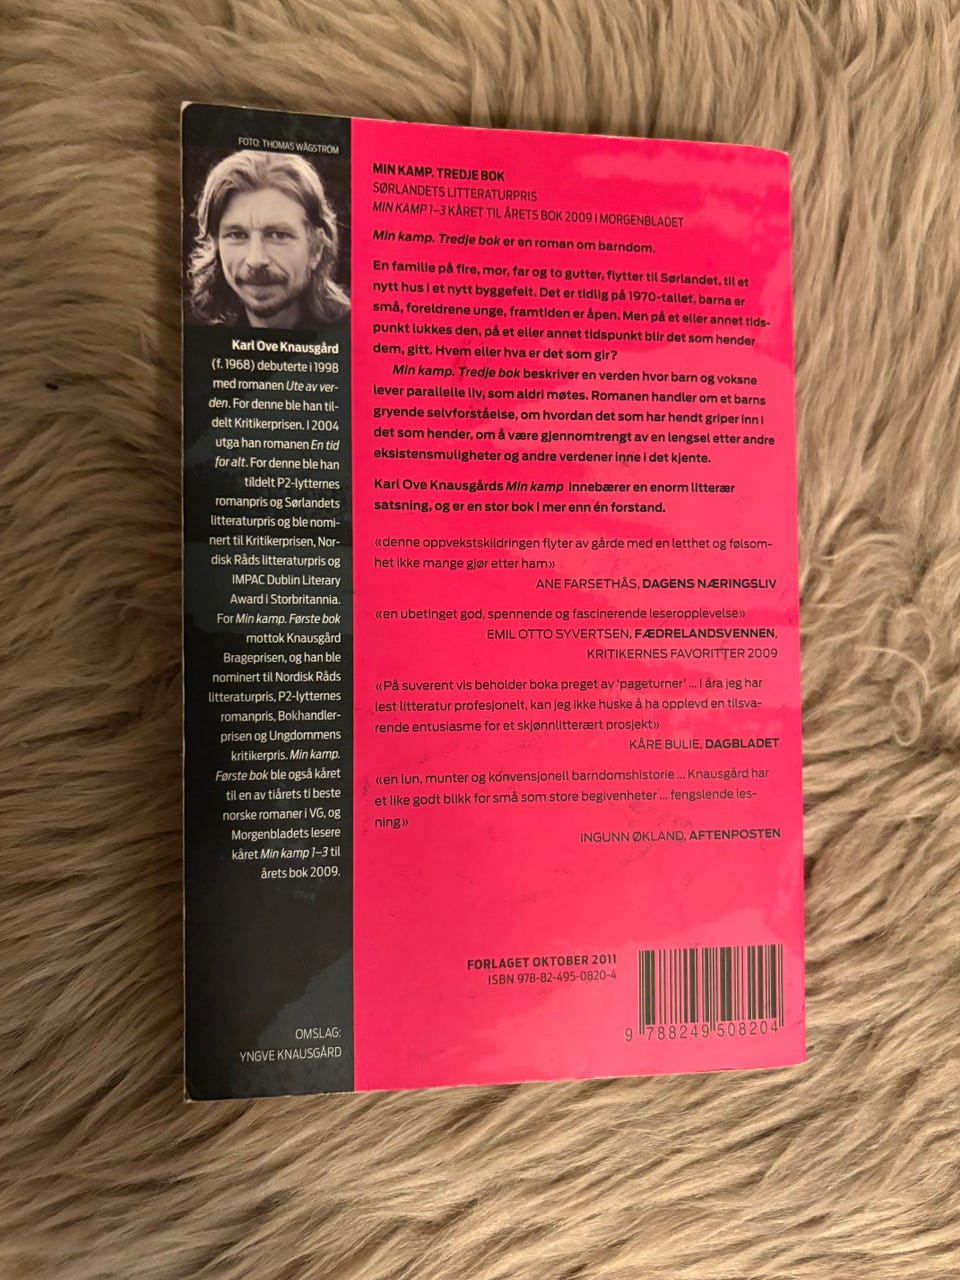 FOTO: THOMAS WÅGSTRÖM
Karl Ove Knausgård
(f. 1968) debuterte i 1998
med romanen Ute av ver-
den. For denne ble han til-
delt Kritikerprisen. I 2004
utga han romanen En tid
for alt. For denne ble han
tildelt P2-lytternes
romanpris og Sørlandets
litteraturpris og ble nomi-
nert til Kritikerprisen, Nor-
disk Råds litteraturpris og
IMPAC Dublin Literary
Award i Storbritannia.
For Min kamp. Første bok
mottok Knausgård
Brageprisen, og han ble
nominert til Nordisk Råds
litteraturpris, P2-lytternes
romanpris, Bokhandler-
prisen og Ungdommens
kritikerpris. Min kamp.
Første bok ble også kåret
til en av tiårets ti beste
norske romaner i VG, og
Morgenbladets lesere
kåret Min kamp 1–3 til
årets bok 2009.
OMSLAG:
YNGVE KNAUSGÅRD
MIN KAMP. TREDJE BOK
SØRLANDETS LITTERATURPRIS
MIN KAMP 1–3 KÅRET TIL ÅRETS BOK 2009 I MORGENBLADET
Min kamp. Tredje bok er en roman om barndom.
En familie på fire, mor, far og to gutter, flytter til Sørlandet, til et
nytt hus i et nytt byggefelt. Det er tidlig på 1970-tallet, barna er
små, foreldrene unge, framtiden er åpen. Men på et eller annet tids-
punkt lukkes den, på et eller annet tidspunkt blir det som hender
dem, gitt. Hvem eller hva er det som gir?
Min kamp. Tredje bok beskriver en verden hvor barn og voksne
lever parallelle liv, som aldri møtes. Romanen handler om et barns
gryende selvforståelse, om hvordan det som har hendt griper inn i
det som hender, om å være gjennomtrengt av en lengsel etter andre
eksistensmuligheter og andre verdener inne i det kjente.
Karl Ove Knausgårds Min kamp innebærer en enorm litterær
satsning, og er en stor bok i mer enn én forstand.
«denne oppvekstskildringen flyter av gårde med en letthet og følsom-
het ikke mange gjør etter ham»
ANE FARSETHÅS, DAGENS NÆRINGSLIV
«en ubetinget god, spennende og fascinerende leseropplevelse»
EMIL OTTO SYVERTSEN, FÆDRELANDSVENNEN,
KRITIKERNES FAVORITTER 2009
«På suverent vis beholder boka preget av ‘pageturner’ ... I åra jeg har
lest litteratur profesjonelt, kan jeg ikke huske å ha opplevd en tilsva-
rende entusiasme for et skjønnlitterært prosjekt»
KÅRE BULIE, DAGBLADET
«en lun, munter og konvensjonell barndomshistorie ... Knausgård har
et like godt blikk for små som store begivenheter ... fengslende les-
ning»
INGUNN ØKLAND, AFTENPOSTEN
FORLAGET OKTOBER 2011
ISBN 978-82-495-0820-4
9 788249 508204